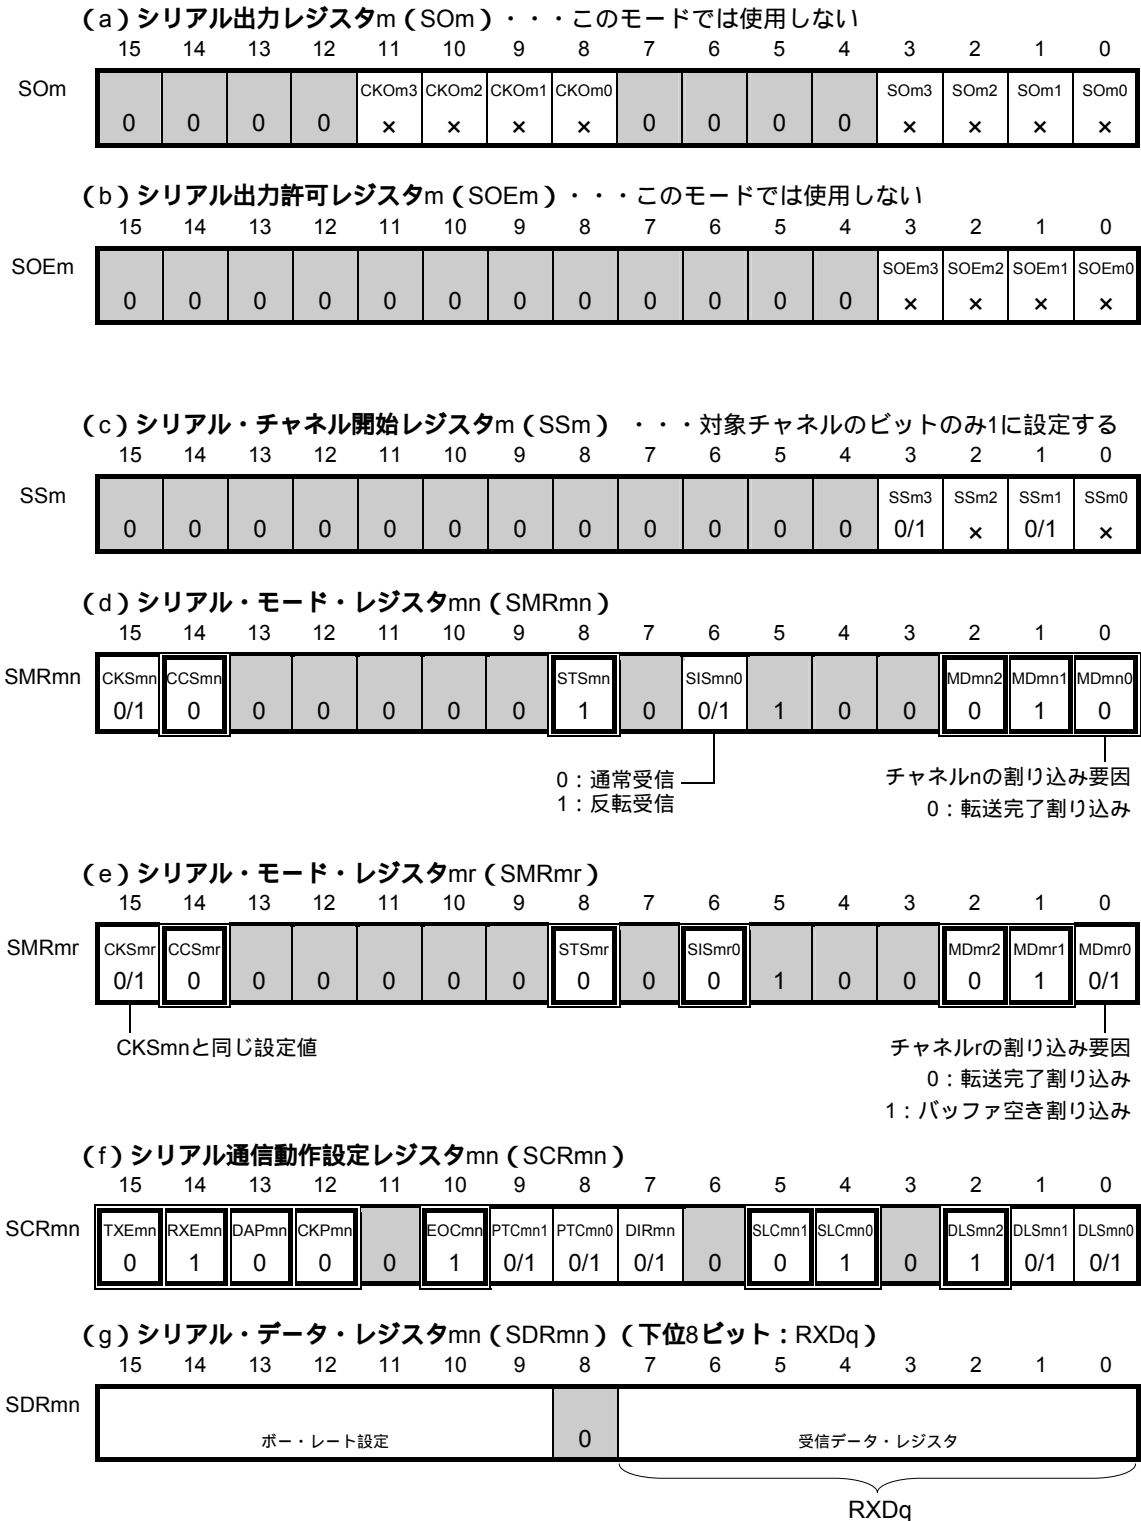 (a)シリアル出力レジスタm(SOm)・・・このモードでは使用しない
15 14 13 12 11 10 9 8 7 6 5 4 3 2 1 0
SOm
CKOm3 CKOm2 CKOm1 CKOm0 SOm3 SOm2 SOm1 SOm0
0 0 0 0 × × × × 0 0 0 0 × × × ×
(b)シリアル出力許可レジスタm(SOEm)・・・このモードでは使用しない
15 14 13 12 11 10 9 8 7 6 5 4 3 2 1 0
SOEm
SOEm3 SOEm2 SOEm1 SOEm0
0 0 0 0 0 0 0 0 0 0 0 0 × × × ×
(c)シリアル・チャネル開始レジスタm(SSm) ・・・対象チャネルのビットのみ1に設定する
15 14 13 12 11 10 9 8 7 6 5 4 3 2 1 0
SSm
SSm3 SSm2 SSm1 SSm0
0 0 0 0 0 0 0 0 0 0 0 0 0/1 × 0/1 ×
(d)シリアル・モード・レジスタmn(SMRmn)
15 14 13 12 11 10 9 8 7 6 5 4 3 2 1 0
SMRmn
CKSmn CCSmn STSmn SISmn0 MDmn2 MDmn1 MDmn0
0/1 0 0 0 0 0 0 1 0 0/1 1 0 0 0 1 0
0:通常受信
1:反転受信
チャネルnの割り込み要因
0:転送完了割り込み
(e)シリアル・モード・レジスタmr(SMRmr)
15 14 13 12 11 10 9 8 7 6 5 4 3 2 1 0
SMRmr
CKSmr CCSmr STSmr SISmr0 MDmr2 MDmr1 MDmr0
0/1 0 0 0 0 0 0 0 0 0 1 0 0 0 1 0/1
CKSmnと同じ設定値
チャネルrの割り込み要因
0:転送完了割り込み
1:バッファ空き割り込み
(f)シリアル通信動作設定レジスタmn(SCRmn)
15 14 13 12 11 10 9 8 7 6 5 4 3 2 1 0
SCRmn
TXEmn RXEmn DAPmn CKPmn EOCmn PTCmn1 PTCmn0 DIRmn SLCmn1 SLCmn0 DLSmn2 DLSmn1 DLSmn0
0 1 0 0 0 1 0/1 0/1 0/1 0 0 1 0 1 0/1 0/1
(g)シリアル・データ・レジスタmn(SDRmn)(下位8ビット:RXDq)
15 14 13 12 11 10 9 8 7 6 5 4 3 2 1 0
SDRmn
ボー・レート設定 0 受信データ・レジスタ
RXDq